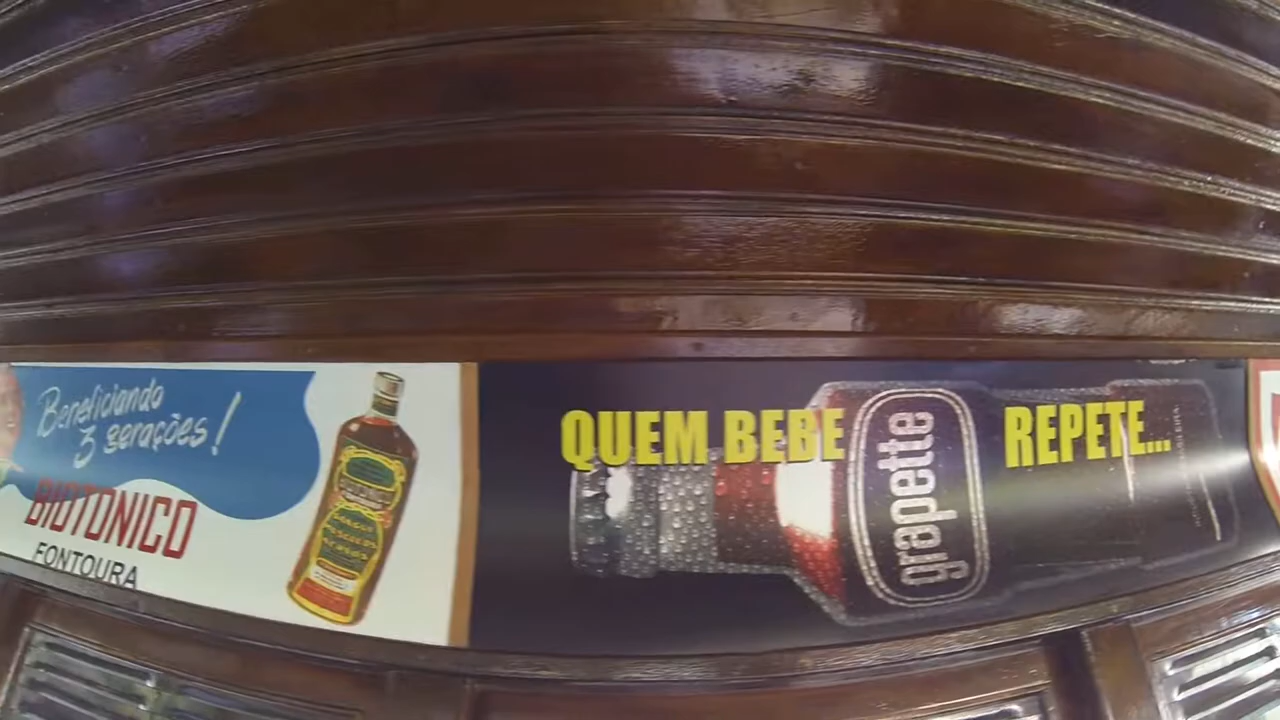 Beneficiando
3 gerações!
BIOTÔNICO
FONTOURA
QUEM BEBE
grapette
REPETE...